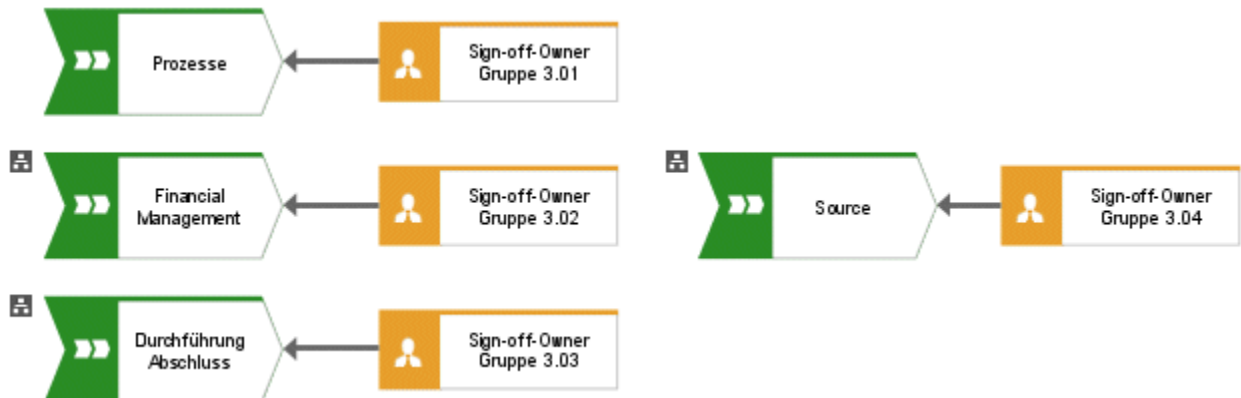 Prozesse
Sign-off-Owner
Gruppe 3.01
Financial
Management
Sign-off-Owner
Gruppe 3.02
Source
Sign-off-Owner
Gruppe 3.04
Durchführung
Abschluss
Sign-off-Owner
Gruppe 3.03